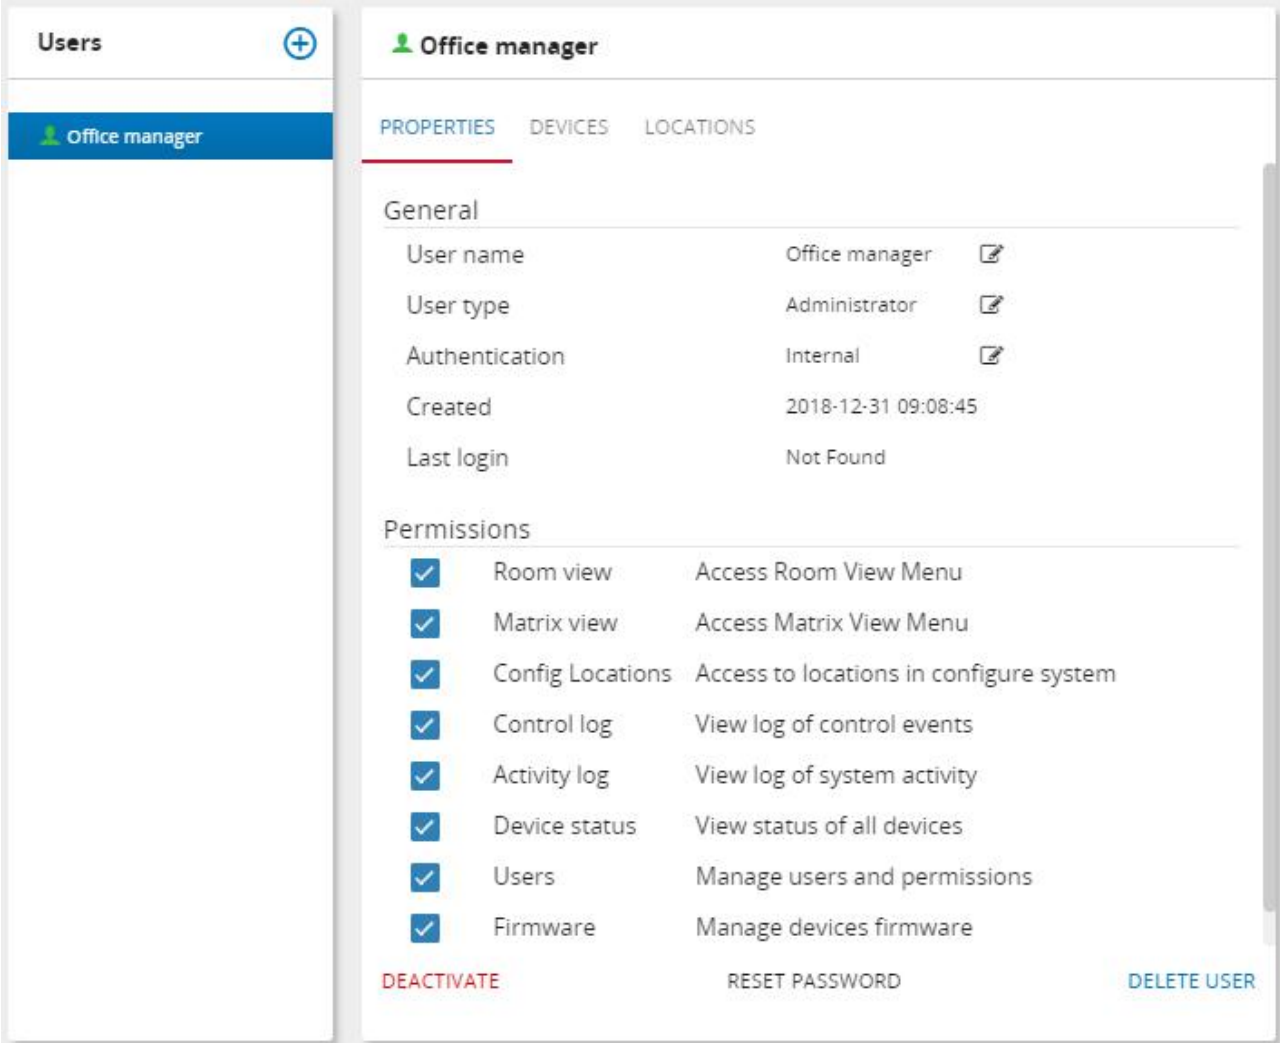 Users
Office manager
Office manager
PROPERTIES DEVICES LOCATIONS
General
User name Office manager
User type Administrator
Authentication Internal
Created 2018-12-31 09:08:45
Last login Not Found
Permissions
Room view Access Room View Menu
Matrix view Access Matrix View Menu
Config Locations Access to locations in configure system
Control log View log of control events
Activity log View log of system activity
Device status View status of all devices
Users Manage users and permissions
Firmware Manage devices firmware
DEACTIVATE RESET PASSWORD DELETE USER